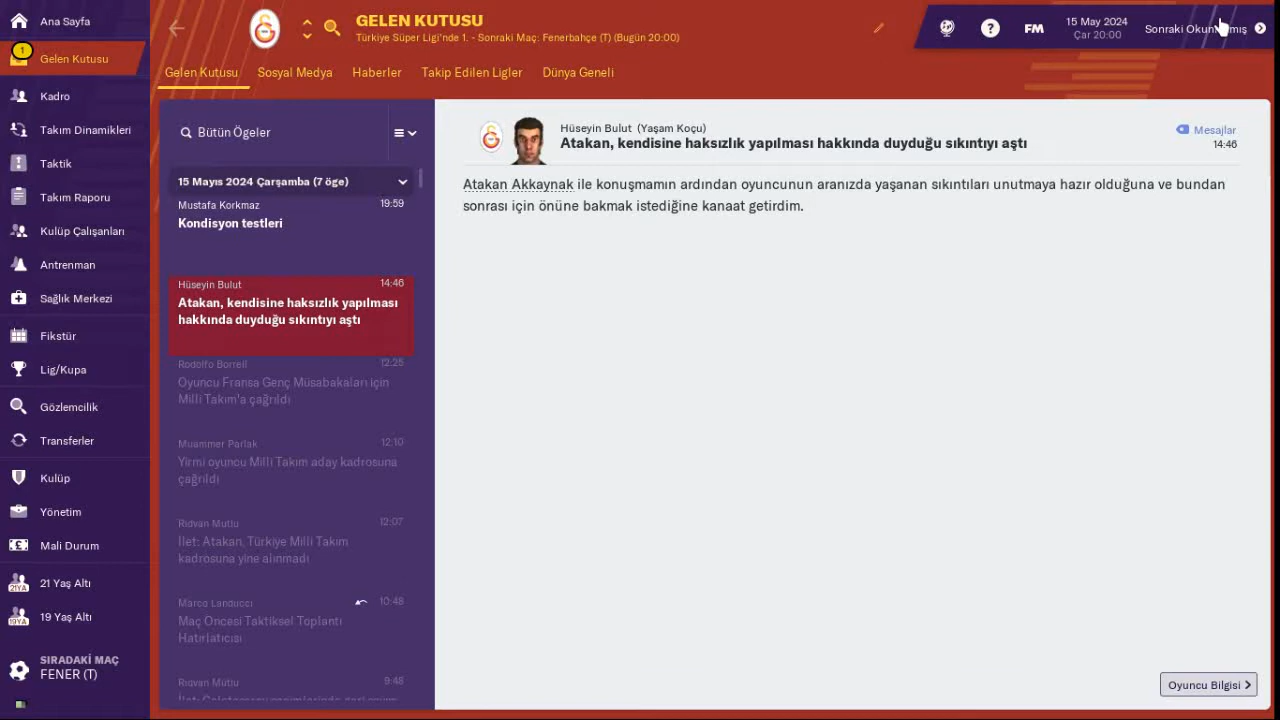 Ana Sayfa
1
Gelen Kutusu
Kadro
Takım Dinamikleri
Taktik
Takım Raporu
Kulüp Çalışanları
Antrenman
Sağlık Merkezi
Fikstür
Lig/Kupa
Gözlemcilik
Transferler
Kulüp
Yönetim
Mali Durum
21YA
21 Yaş Altı
19YA
19 Yaş Altı
SIRADAKİ MAÇ
FENER (T)
GELEN KUTUSU
Türkiye Süper Ligi'nde 1. - Sonraki Maç: Fenerbahçe (T) (Bugün 20:00)
FM
15 May 2024
Çar 20:00
Gelen Kutusu
Sosyal Medya
Haberler
Takip Edilen Ligler
Dünya Geneli
Bütün Ögeler
15 Mayıs 2024 Çarşamba (7 öge)
Mustafa Korkmaz 19:59
Kondisyon testleri
Hüseyin Bulut 14:46
Atakan, kendisine haksızlık yapılması
hakkında duyduğu sıkıntıyı aştı
Rodolfo Borrell 12:25
Oyuncu Fransa Genç Müsabakaları için
Milli Takım'a çağrıldı
Muammer Parlak 12:10
Yirmi oyuncu Milli Takım aday kadrosuna
çağrıldı
Rıdvan Mutlu 12:07
İlet: Atakan, Türkiye Milli Takım
kadrosuna yine alınmadı
Marco Landucci 10:48
Maç Öncesi Taktiksel Toplantı
Hatırlatıcısı
Rıdvan Mutlu 9:48
Hüseyin Bulut (Yaşam Koçu)
Atakan, kendisine haksızlık yapılması hakkında duyduğu sıkıntıyı aştı
Mesajlar
14:46
Atakan Akkaynak ile konuşmamın ardından oyuncunun aranızda yaşanan sıkıntıları unutmaya hazır olduğuna ve bundan
sonrası için önüne bakmak istediğine kanaat getirdim.
Oyuncu Bilgisi